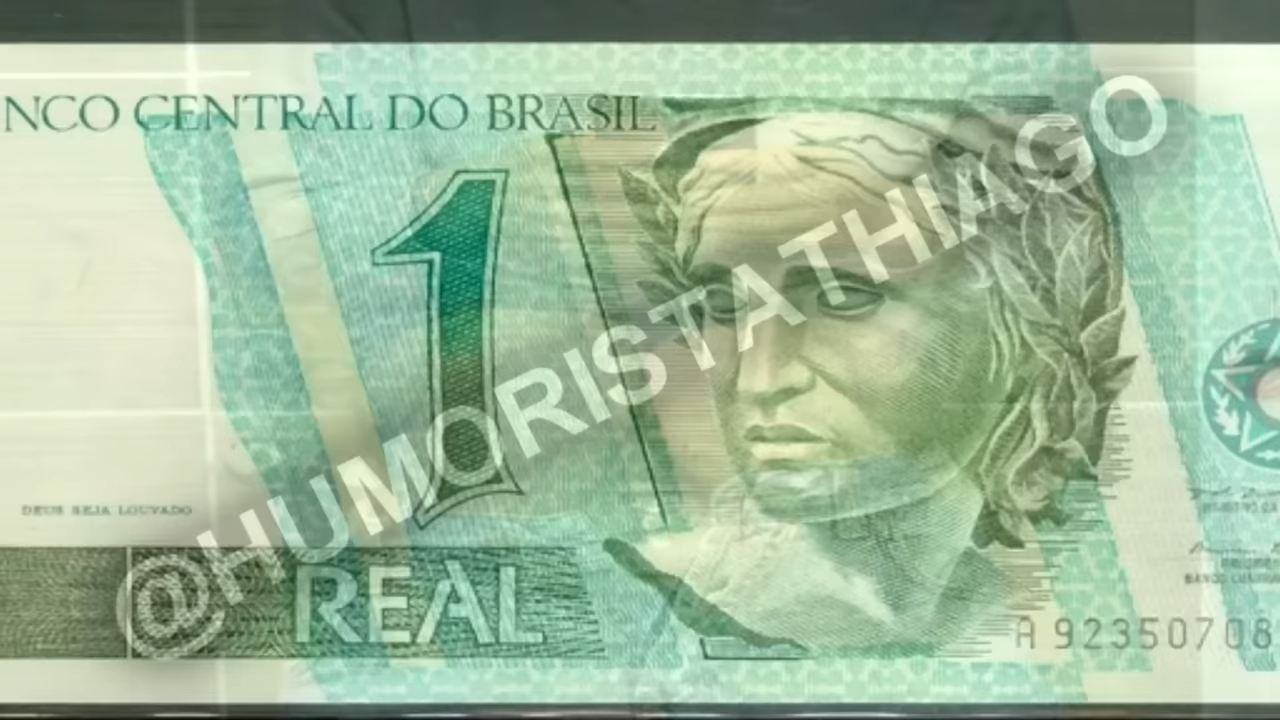 NCO CENTRAL DO BRASIL
1
@HUMORISTATHIAGO
DEUS SEJA LOUVADO
REAL
A 92350708